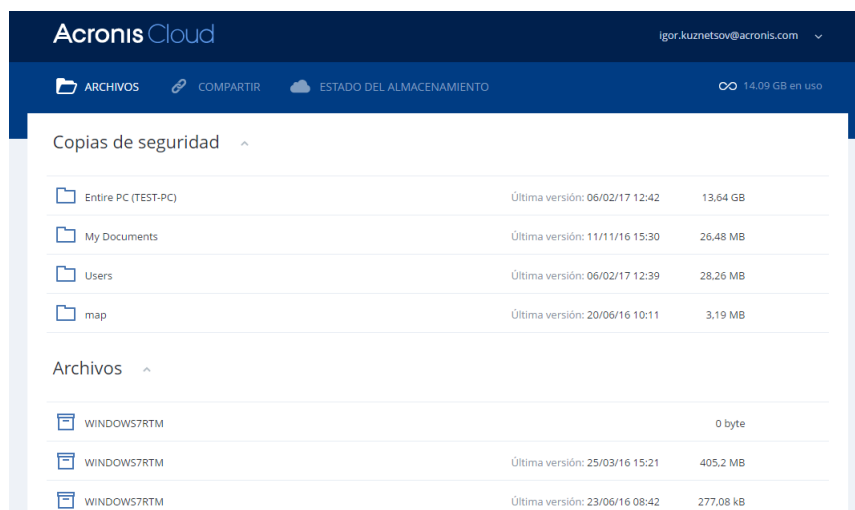 Acronis Cloud
igor.kuznetsov@acronis.com
ARCHIVOS COMPARTIR ESTADO DEL ALMACENAMIENTO 14.09 GB en uso
Copias de seguridad
Entire PC (TEST-PC) Última versión: 06/02/17 12:42 13,64 GB
My Documents Última versión: 11/11/16 15:30 26,48 MB
Users Última versión: 06/02/17 12:39 28,26 MB
map Última versión: 20/06/16 10:11 3,19 MB
Archivos
WINDOWS7RTM 0 byte
WINDOWS7RTM Última versión: 25/03/16 15:21 405,2 MB
WINDOWS7RTM Última versión: 23/06/16 08:42 277,08 kB